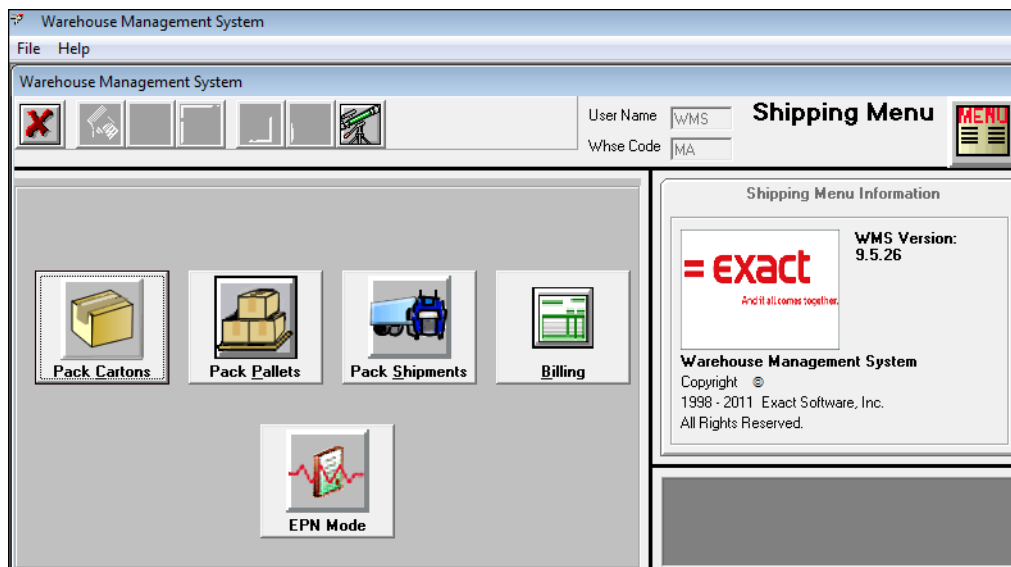 Warehouse Management System
File Help
Warehouse Management System
User Name WMS
Whse Code MA
Shipping Menu
MENU
Shipping Menu Information
= exact
And it all comes together.
WMS Version:
9.5.26
Warehouse Management System
Copyright ©
1998 - 2011 Exact Software, Inc.
All Rights Reserved.
Pack Cartons
Pack Pallets
Pack Shipments
Billing
EPN Mode